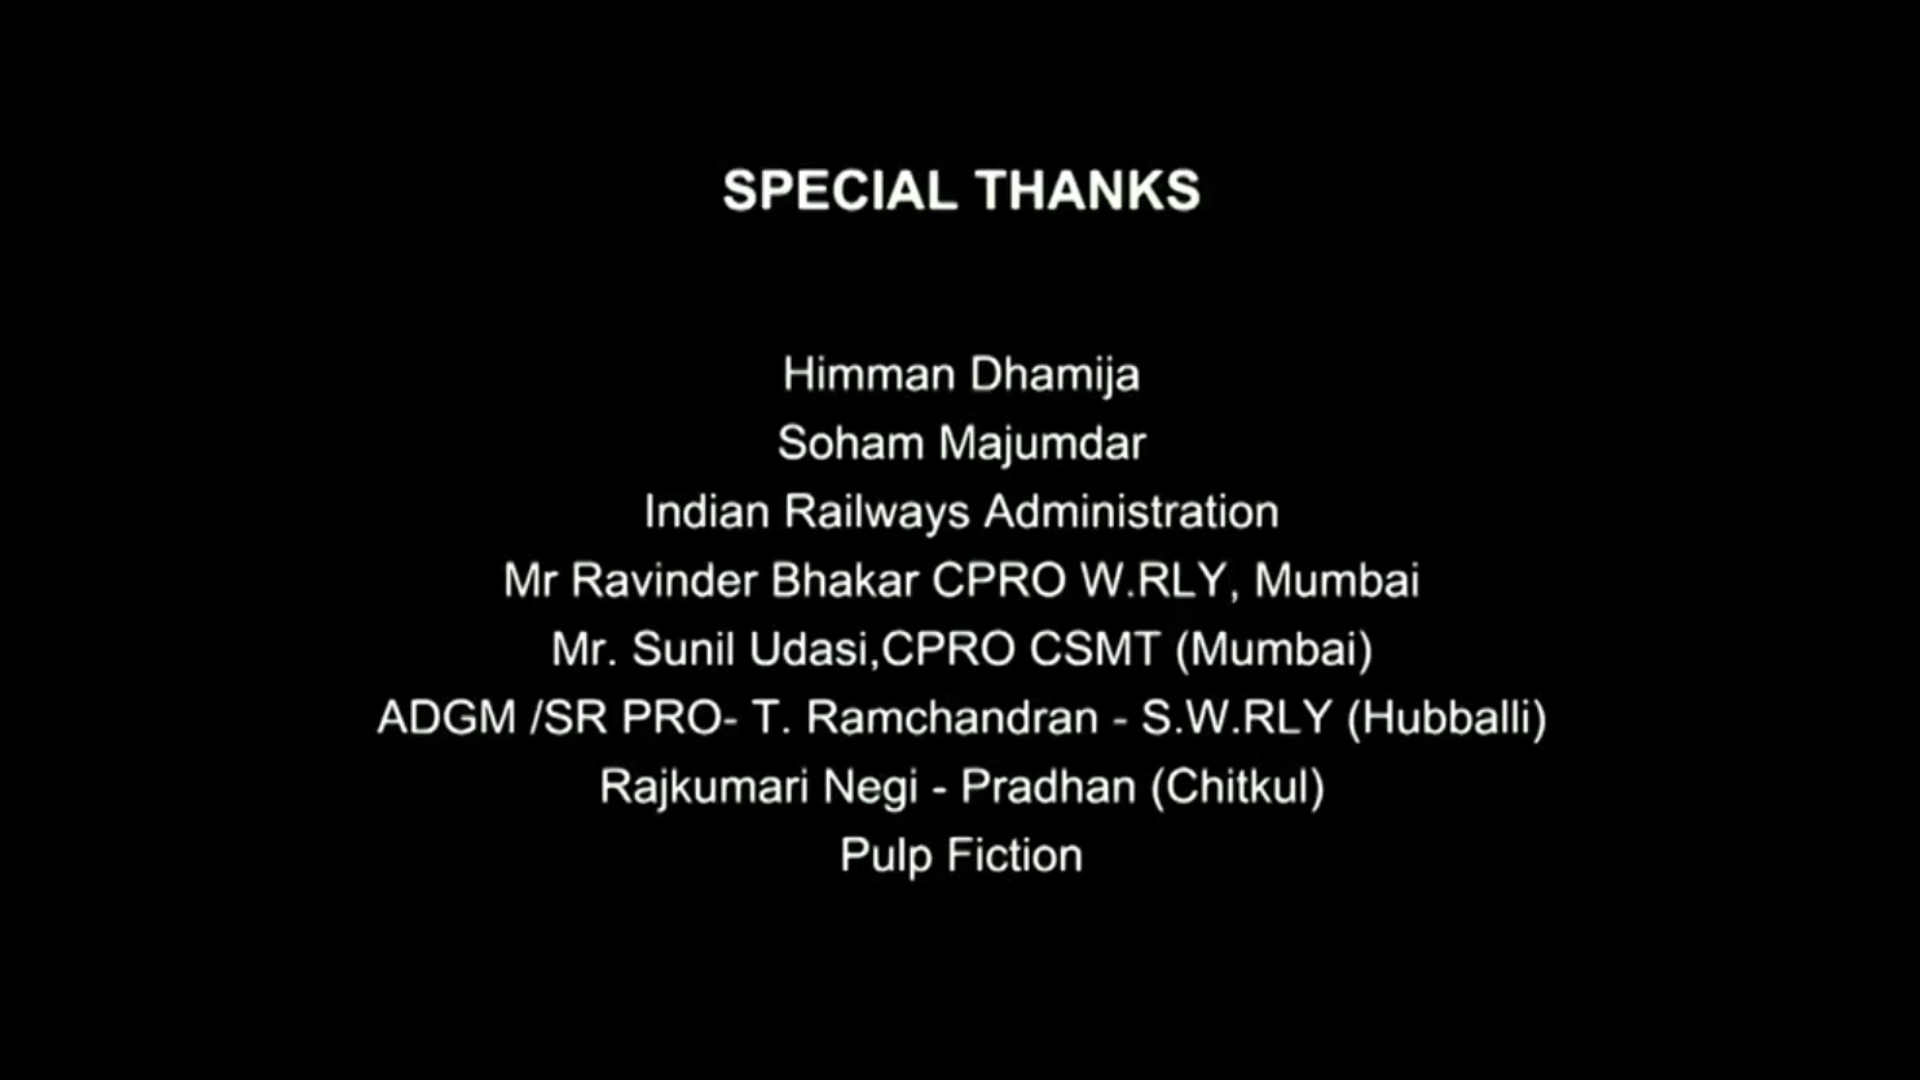 SPECIAL THANKS
Himman Dhamija
Soham Majumdar
Indian Railways Administration
Mr Ravinder Bhakar CPRO W.RLY, Mumbai
Mr. Sunil Udasi,CPRO CSMT (Mumbai)
ADGM /SR PRO- T. Ramchandran - S.W.RLY (Hubballi)
Rajkumari Negi - Pradhan (Chitkul)
Pulp Fiction